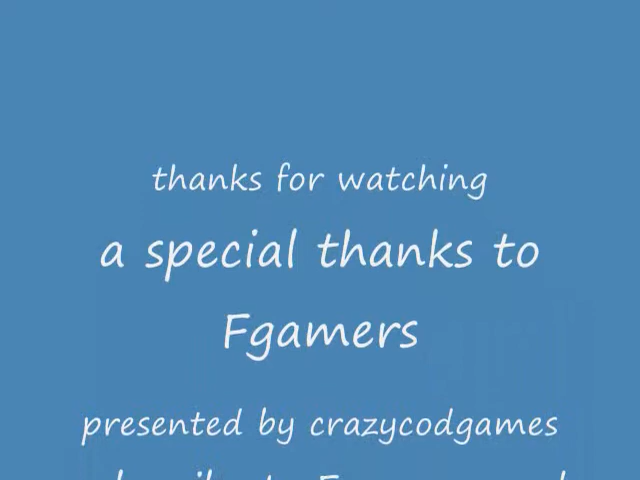 thanks for watching
a special thanks to
Fgamers
presented by crazycodgames